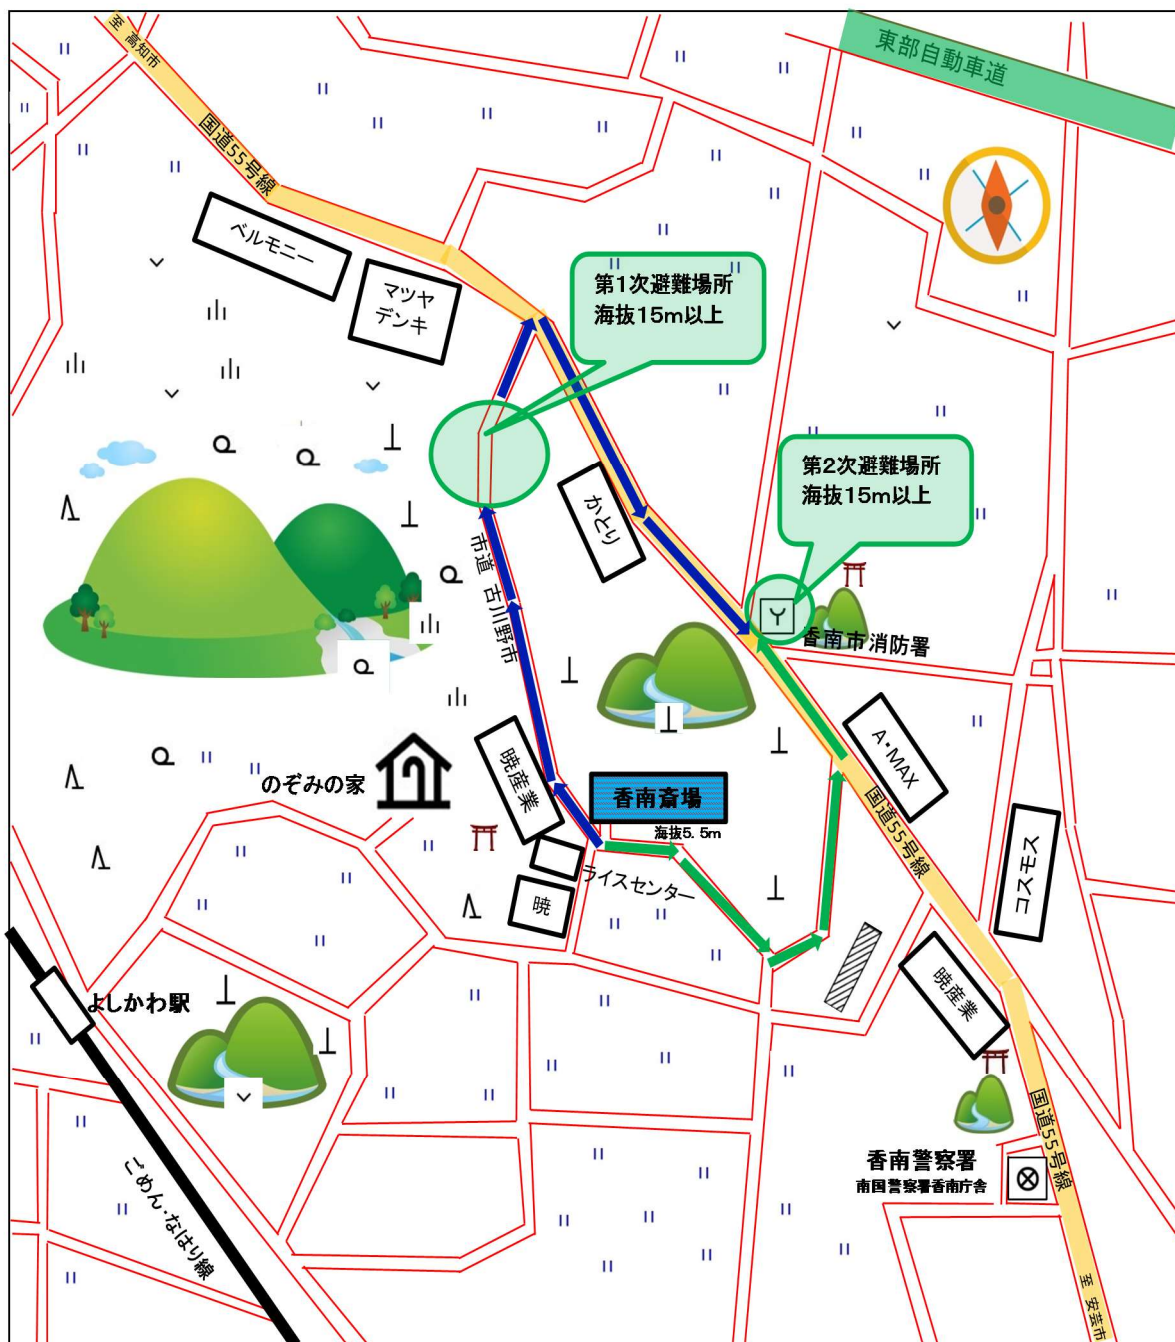 至 高知市
東部自動車道
国道55号線
ベルモニー
マツヤ
デンキ
第1次避難場所
海抜15m以上
第2次避難場所
海抜15m以上
かとり
市道 古川野市
香南市消防署
A・MAX
のぞみの家
暁産業
香南斎場
海抜5.5m
国道55号線
コスモス
ライスセンター
暁
暁産業
よしかわ駅
国道55号線
香南警察署
南国警察署香南庁舎
ごめん・なはり線
至 安芸市